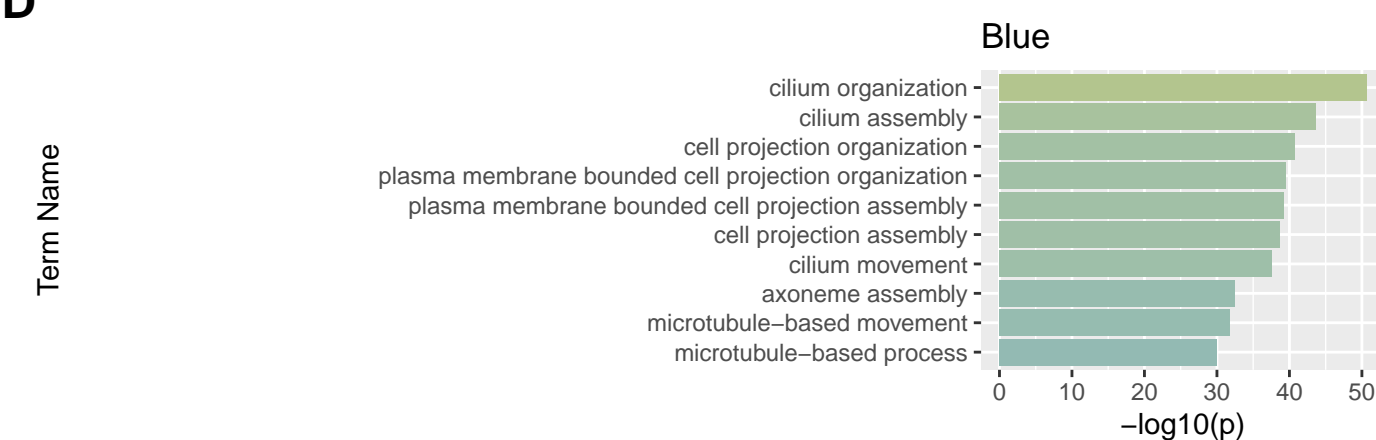 D
Blue
Term Name
cilium organization
cilium assembly
cell projection organization
plasma membrane bounded cell projection organization
plasma membrane bounded cell projection assembly
cell projection assembly
cilium movement
axoneme assembly
microtubule−based movement
microtubule−based process
0 10 20 30 40 50
−log10(p)